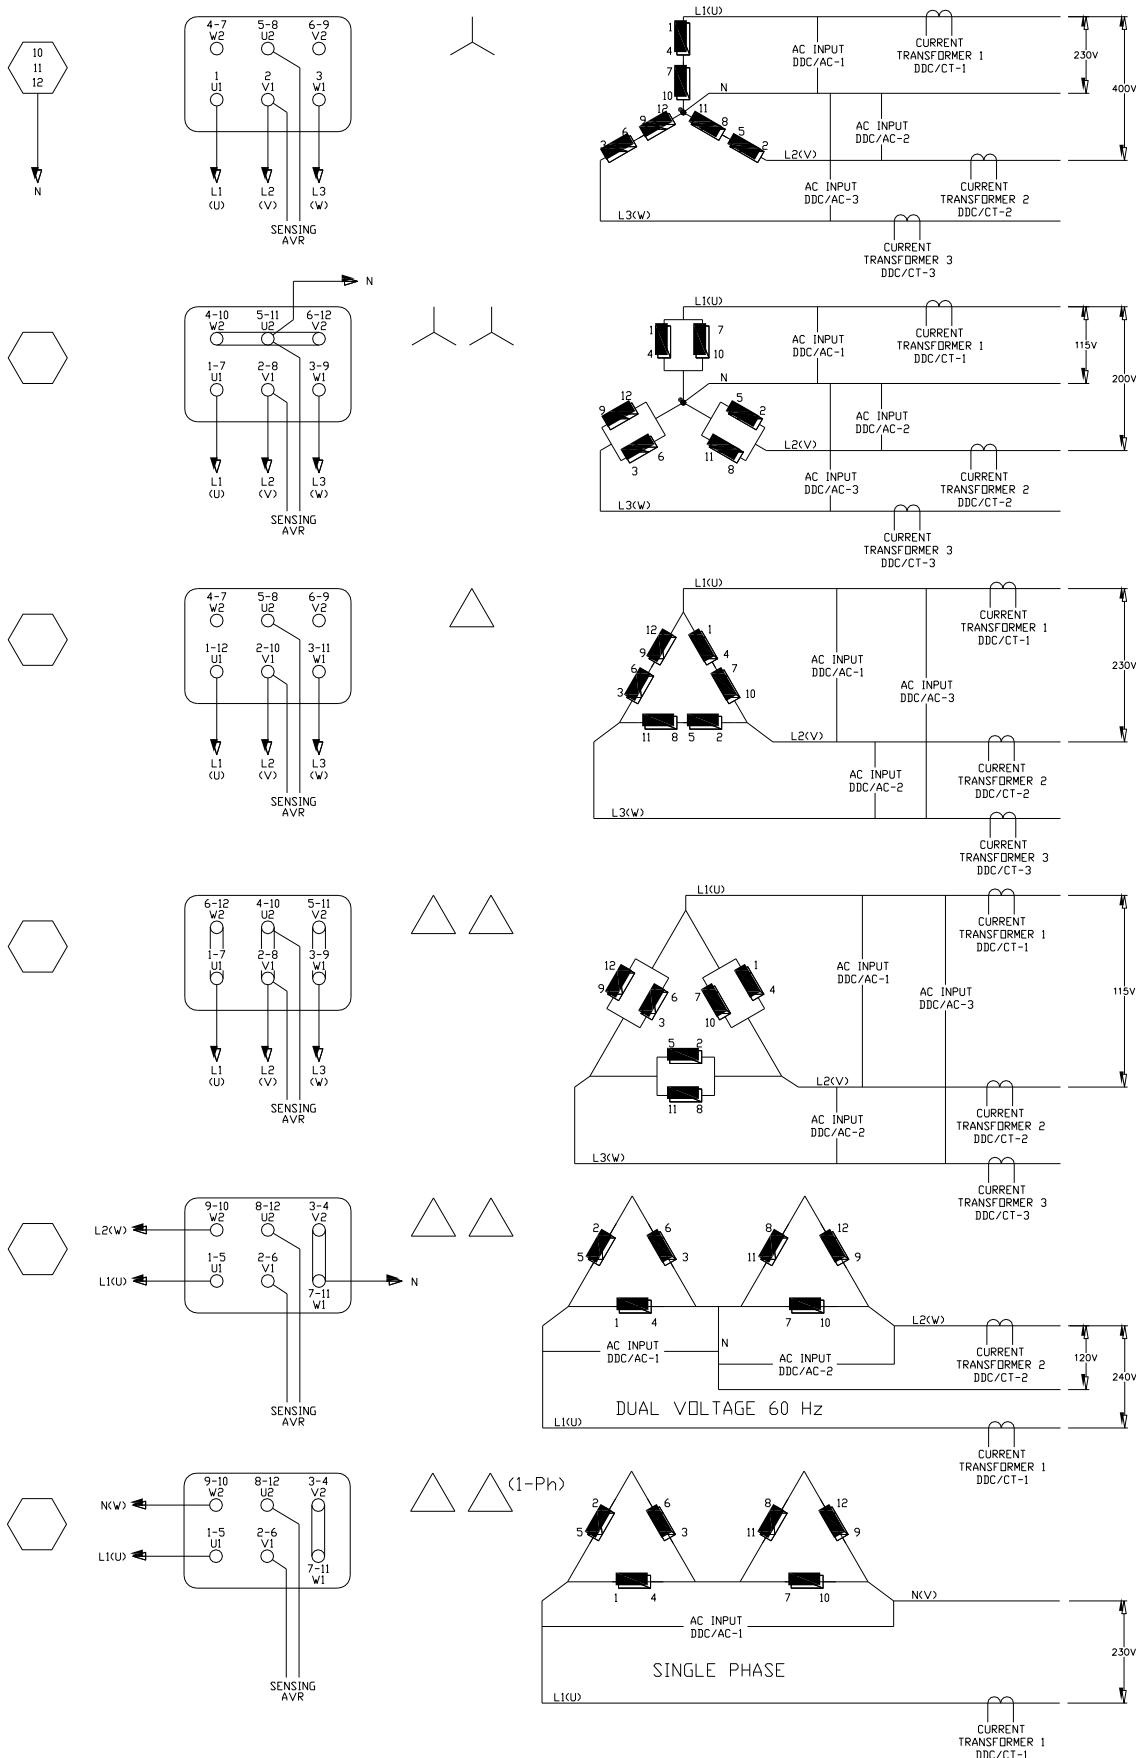 10
11
12
N
4-7
W2
5-8
U2
6-9
V2
1
U1
2
V1
3
W1
L1
(U)
L2
(V)
L3
(W)
SENSING
AVR
L1(U)
1
4
7
10
N
12
9
6
3
11
8
5
2
L2(V)
L3(W)
AC INPUT
DDC/AC-1
AC INPUT
DDC/AC-2
AC INPUT
DDC/AC-3
CURRENT
TRANSFORMER 1
DDC/CT-1
CURRENT
TRANSFORMER 2
DDC/CT-2
CURRENT
TRANSFORMER 3
DDC/CT-3
230V
400V
N
4-10
W2
5-11
U2
6-12
V2
1-7
U1
2-8
V1
3-9
W1
L1
(U)
L2
(V)
L3
(W)
SENSING
AVR
L1(U)
1
4
7
10
N
12
9
6
3
5
2
11
8
L2(V)
L3(W)
AC INPUT
DDC/AC-1
AC INPUT
DDC/AC-2
AC INPUT
DDC/AC-3
CURRENT
TRANSFORMER 1
DDC/CT-1
CURRENT
TRANSFORMER 2
DDC/CT-2
CURRENT
TRANSFORMER 3
DDC/CT-3
115V
200V
4-7
W2
5-8
U2
6-9
V2
1-12
U1
2-10
V1
3-11
W1
L1
(U)
L2
(V)
L3
(W)
SENSING
AVR
L1(U)
12
9
6
3
1
4
7
10
11
8
5
2
L2(V)
L3(W)
AC INPUT
DDC/AC-1
AC INPUT
DDC/AC-3
AC INPUT
DDC/AC-2
CURRENT
TRANSFORMER 1
DDC/CT-1
CURRENT
TRANSFORMER 2
DDC/CT-2
CURRENT
TRANSFORMER 3
DDC/CT-3
230V
6-12
W2
4-10
U2
5-11
V2
1-7
U1
2-8
V1
3-9
W1
L1
(U)
L2
(V)
L3
(W)
SENSING
AVR
L1(U)
12
9
6
3
1
4
7
10
5
2
11
8
L2(V)
L3(W)
AC INPUT
DDC/AC-1
AC INPUT
DDC/AC-3
AC INPUT
DDC/AC-2
CURRENT
TRANSFORMER 1
DDC/CT-1
CURRENT
TRANSFORMER 2
DDC/CT-2
CURRENT
TRANSFORMER 3
DDC/CT-3
115V
9-10
W2
8-12
U2
3-4
V2
L2(W)
1-5
U1
2-6
V1
7-11
W1
L1(U)
N
SENSING
AVR
2
5
6
3
1
4
8
11
12
9
7
10
L2(W)
AC INPUT
DDC/AC-1
N
AC INPUT
DDC/AC-2
CURRENT
TRANSFORMER 2
DDC/CT-2
120V
240V
DUAL VOLTAGE 60 Hz
L1(U)
CURRENT
TRANSFORMER 1
DDC/CT-1
9-10
W2
8-12
U2
3-4
V2
N(W)
1-5
U1
2-6
V1
7-11
W1
L1(U)
SENSING
AVR
(1-Ph)
2
5
6
3
1
4
8
11
12
9
7
10
N(V)
AC INPUT
DDC/AC-1
230V
SINGLE PHASE
L1(U)
CURRENT
TRANSFORMER 1
DDC/CT-1